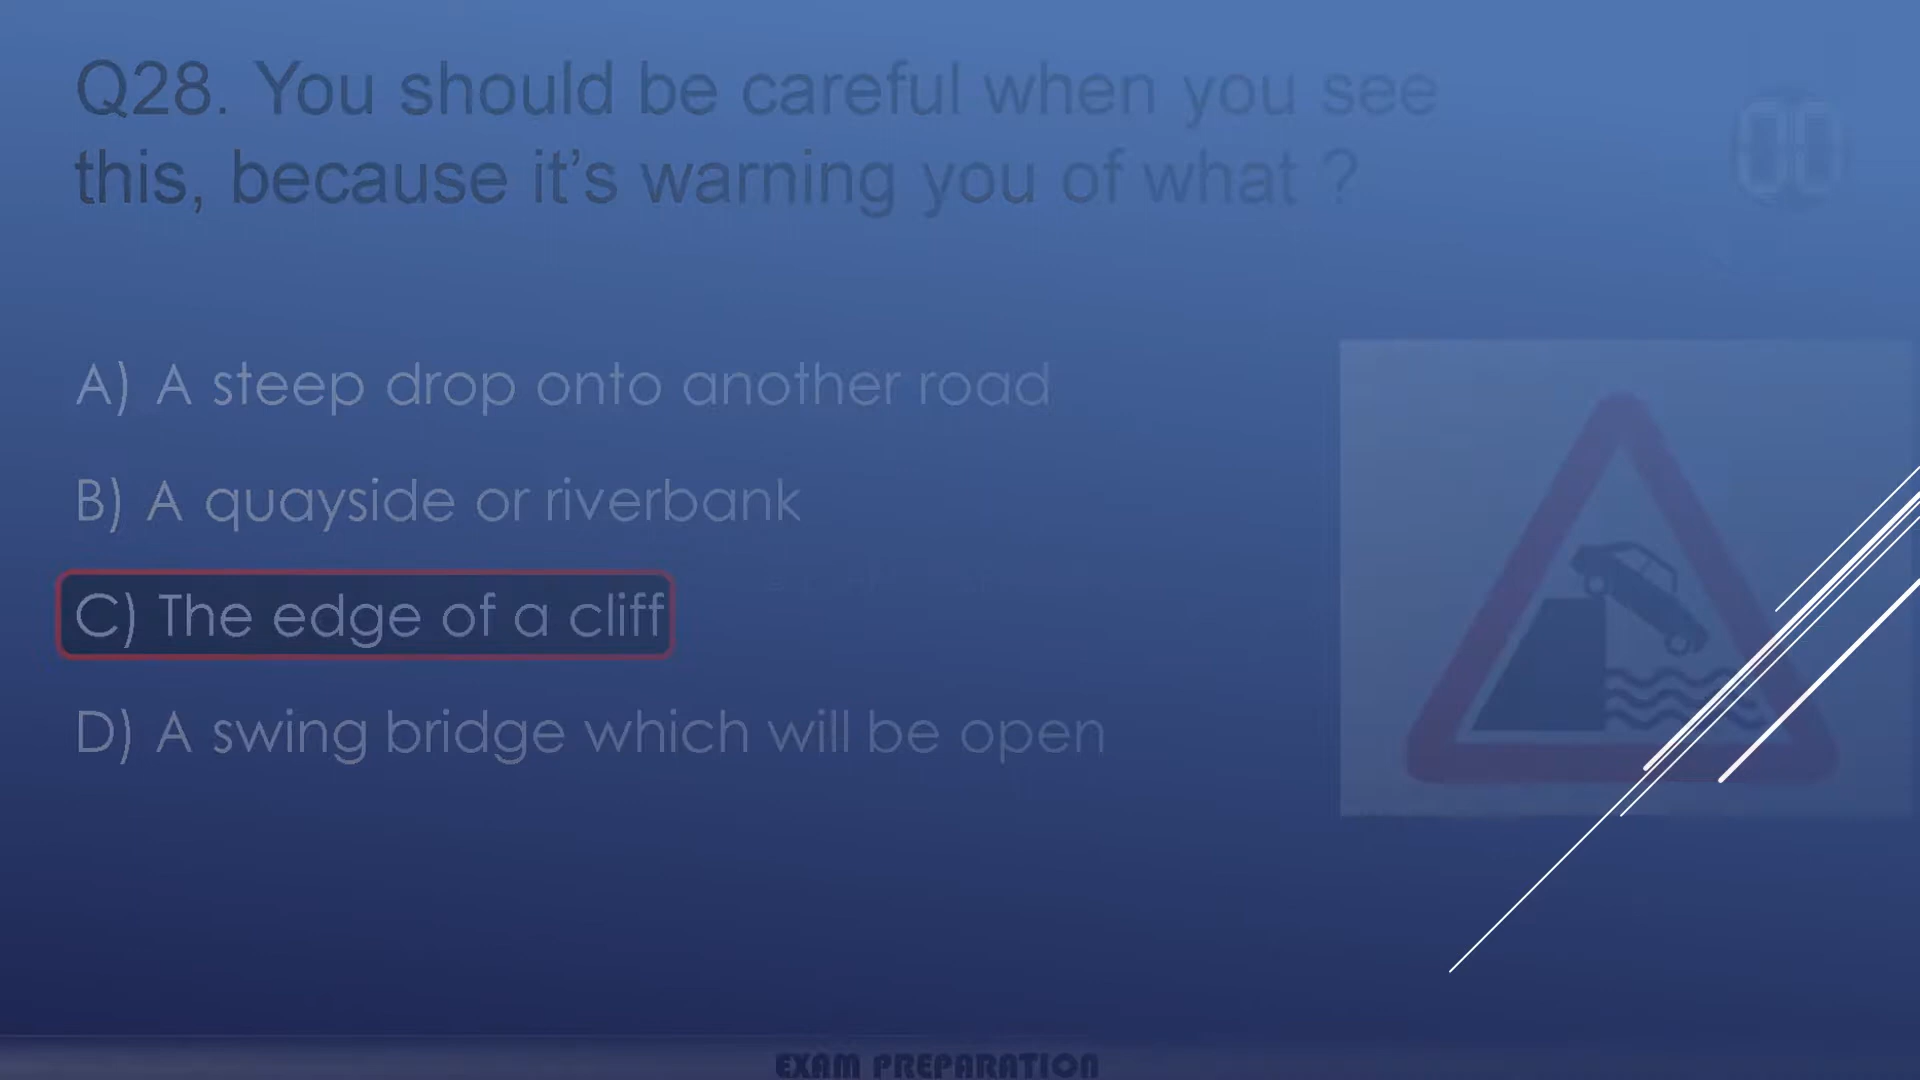 Q28. You should be careful when you see
this, because it’s warning you of what ?
00
A) A steep drop onto another road
B) A quayside or riverbank
C) The edge of a cliff
D) A swing bridge which will be open
EXAM PREPARATION